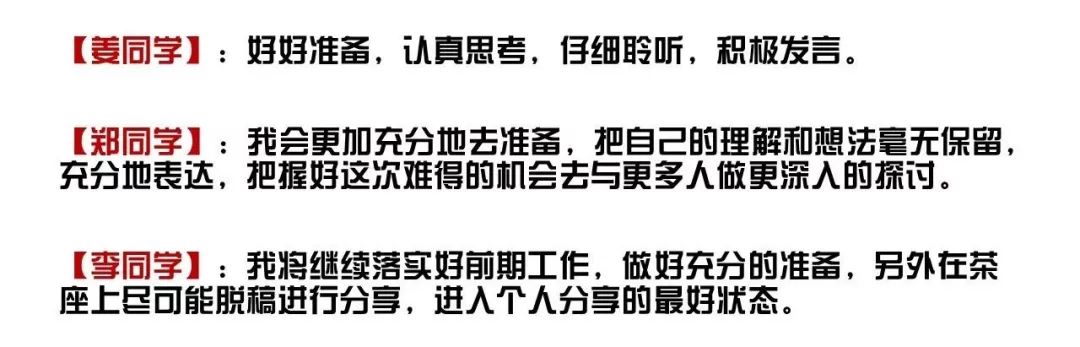 【姜同学】：好好准备，认真思考，仔细聆听，积极发言。
【郑同学】：我会更加充分地去准备，把自己的理解和想法毫无保留，
充分地表达，把握好这次难得的机会去与更多人做更深入的探讨。
【李同学】：我将继续落实好前期工作，做好充分的准备，另外在茶
座上尽可能脱稿进行分享，进入个人分享的最好状态。